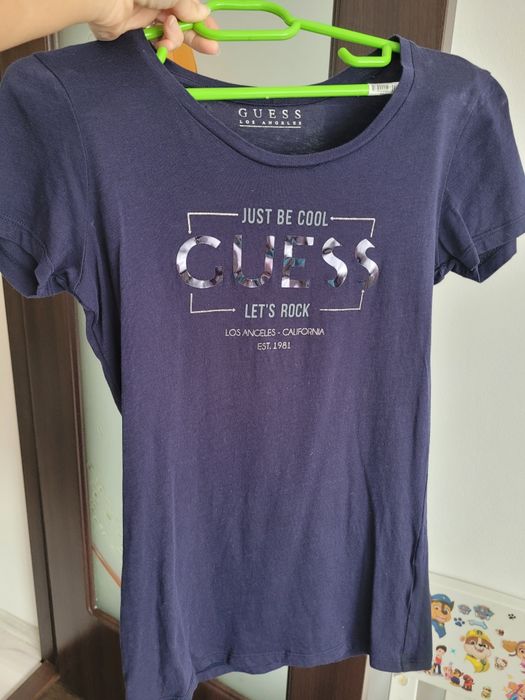 GUESS
LOS ANGELES
JUST BE COOL
GUESS
LET'S ROCK
LOS ANGELES - CALIFORNIA
EST. 1981